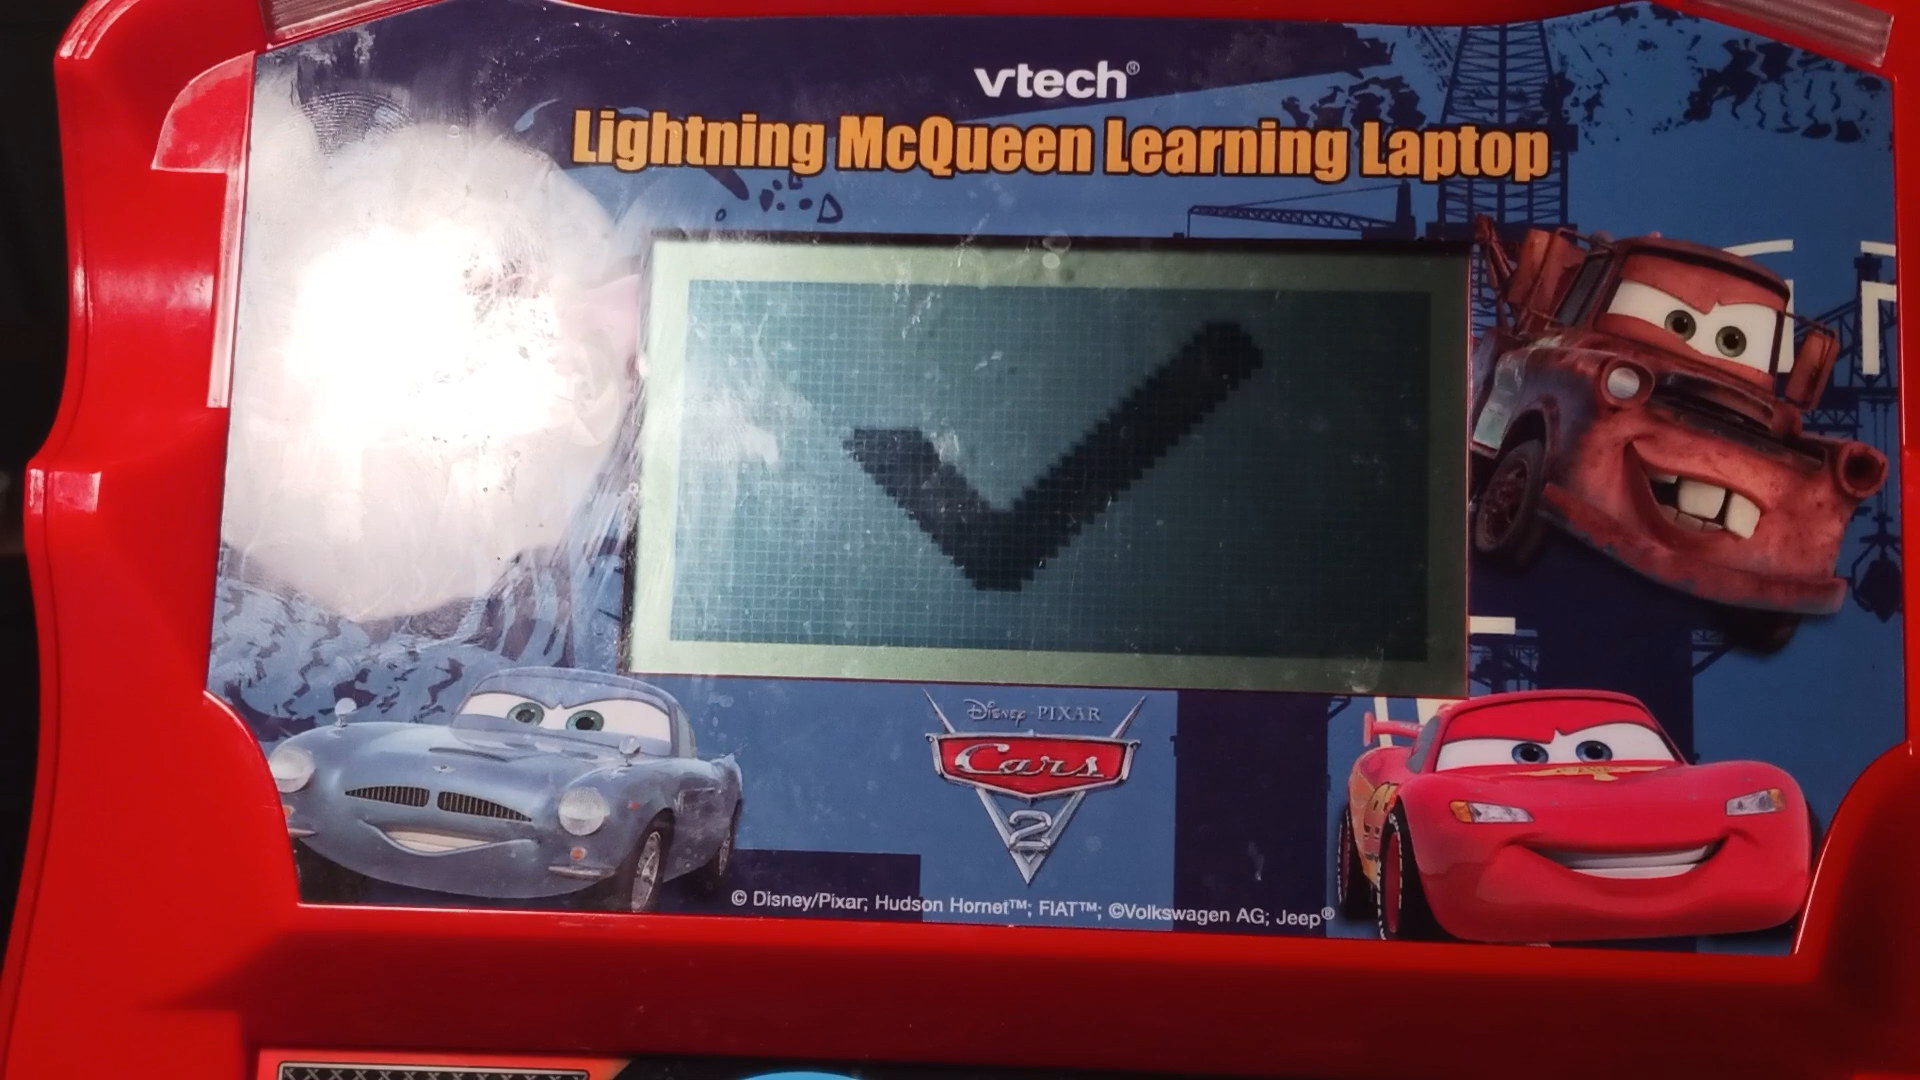 vtech®
Lightning McQueen Learning Laptop
Disney·PIXAR
Cars
2
© Disney/Pixar; Hudson Hornet™; FIAT™; ©Volkswagen AG; Jeep®